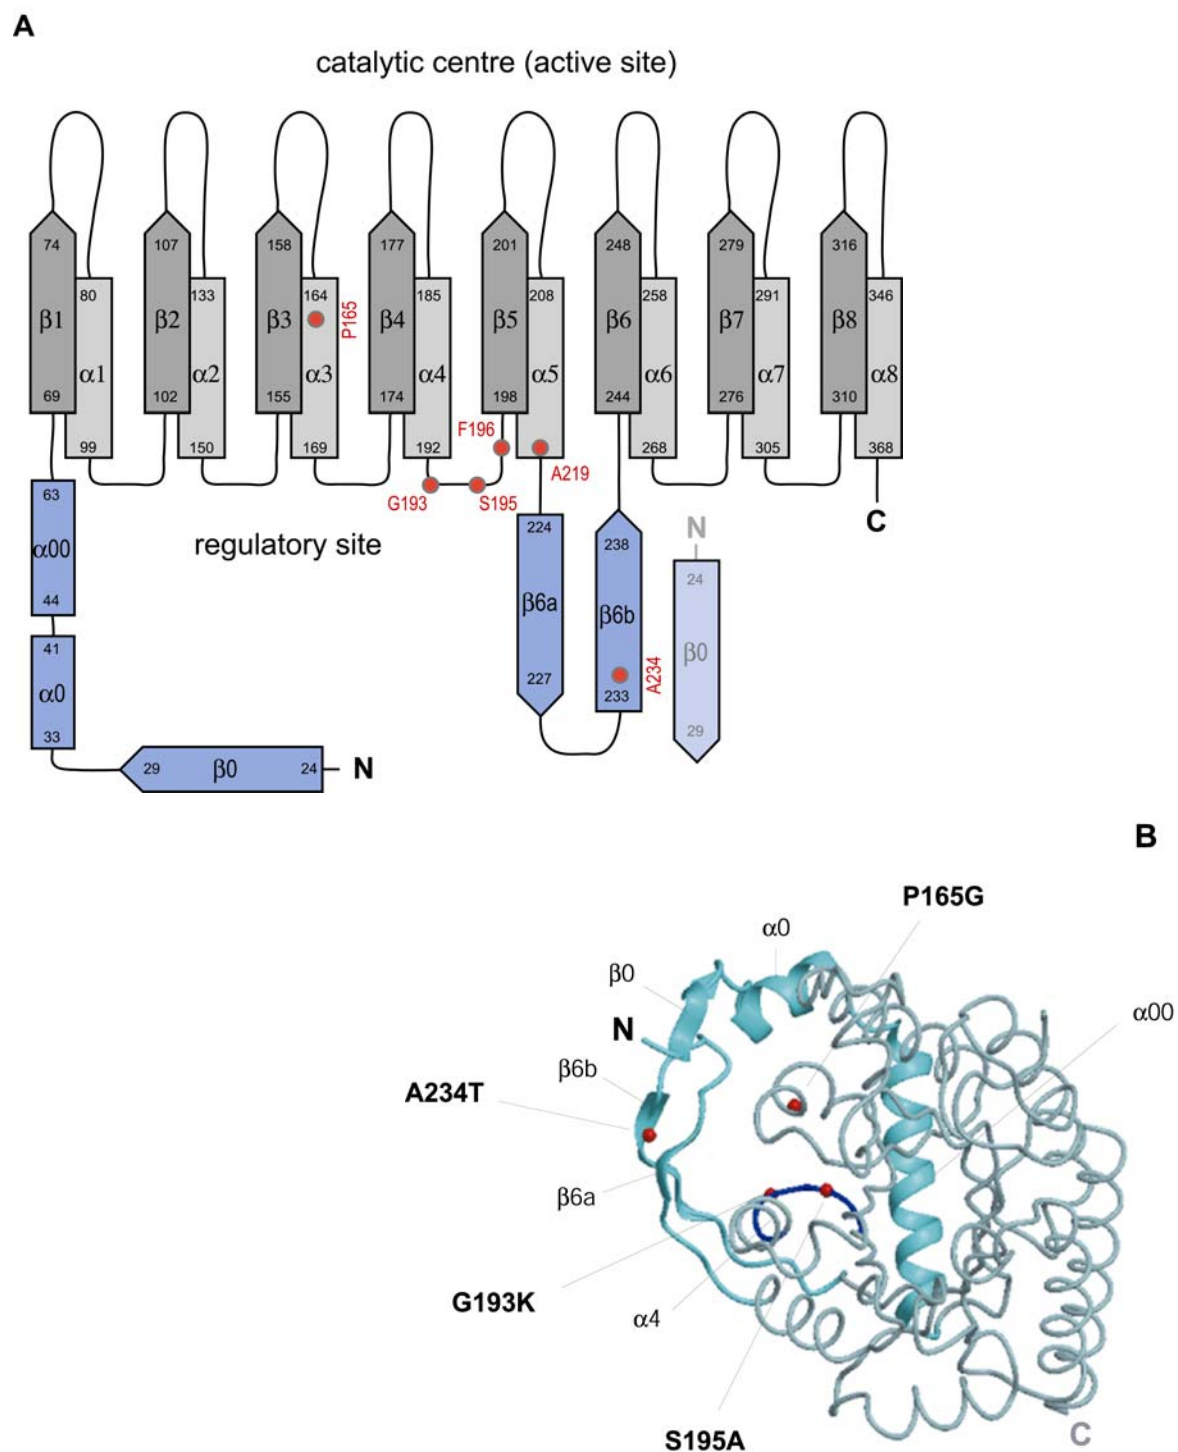 A
catalytic centre (active site)
74 107 158 177 201 248 279 316
80 133 164 185 208 258 291 346
β1 β2 β3 P165 β4 β5 β6 β7 β8
α1 α2 α3 α4 α5 α6 α7 α8
69 102 155 174 198 244 276 310
F196
99 150 169 192 268 305 368
A219
G193 S195
63
C
224 N
regulatory site
α00 238
24
44 β6a β6b
41 β0
A234
227
α0 233
29
33
29 β0 24 N
B
P165G
α0
β0
α00
N
β6b
A234T
β6a
G193K
α4
S195A
C